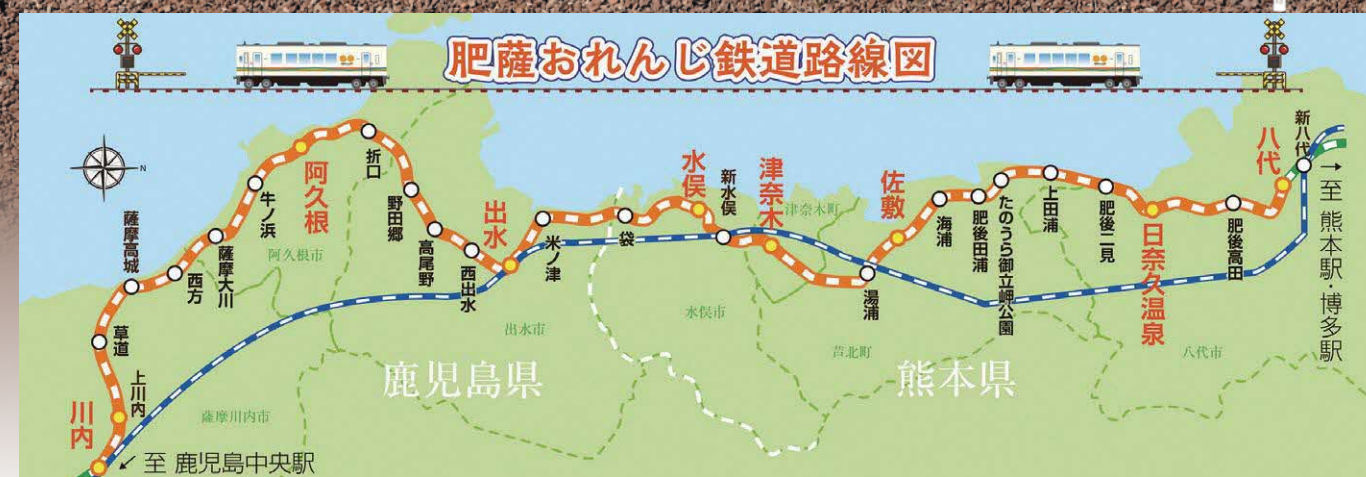 肥薩おれんじ鉄道路線図
N
川内
上川内
草道
薩摩高城
西方
薩摩大川
牛ノ浜
阿久根
折口
野田郷
高尾野
西出水
出水
米ノ津
袋
水俣
新水俣
津奈木
湯浦
佐敷
海浦
肥後田浦
たのうら御立岬公園
上田浦
肥後二見
日奈久温泉
肥後高田
八代
新八代
→至 熊本駅・博多駅
↙ 至 鹿児島中央駅
薩摩川内市
阿久根市
出水市
水俣市
津奈木町
芦北町
八代市
鹿児島県
熊本県